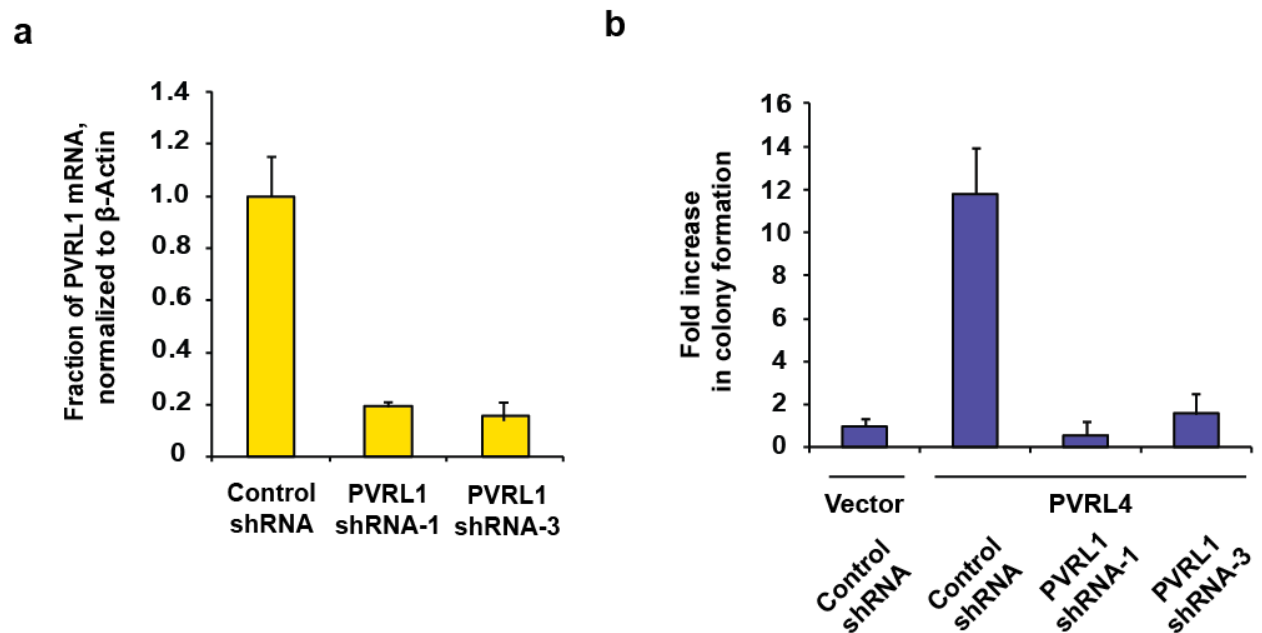 a
Fraction of PVRL1 mRNA,
normalized to β-Actin
1.4
1.2
1.0
0.8
0.6
0.4
0.2
0
Control
shRNA
PVRL1
shRNA-1
PVRL1
shRNA-3
b
Fold increase
in colony formation
16
14
12
10
8
6
4
2
0
Vector
PVRL4
Control
shRNA
Control
shRNA
PVRL1
shRNA-1
PVRL1
shRNA-3